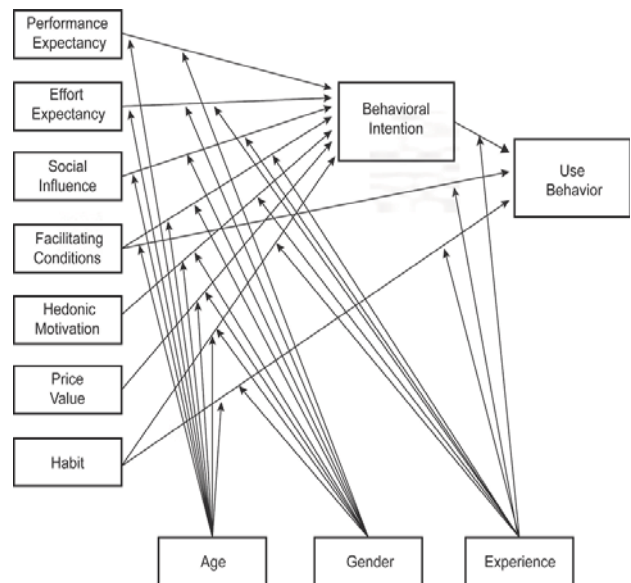 Performance
Expectancy
Effort
Expectancy
Social
Influence
Facilitating
Conditions
Hedonic
Motivation
Price
Value
Habit
Behavioral
Intention
Use
Behavior
Age
Gender
Experience